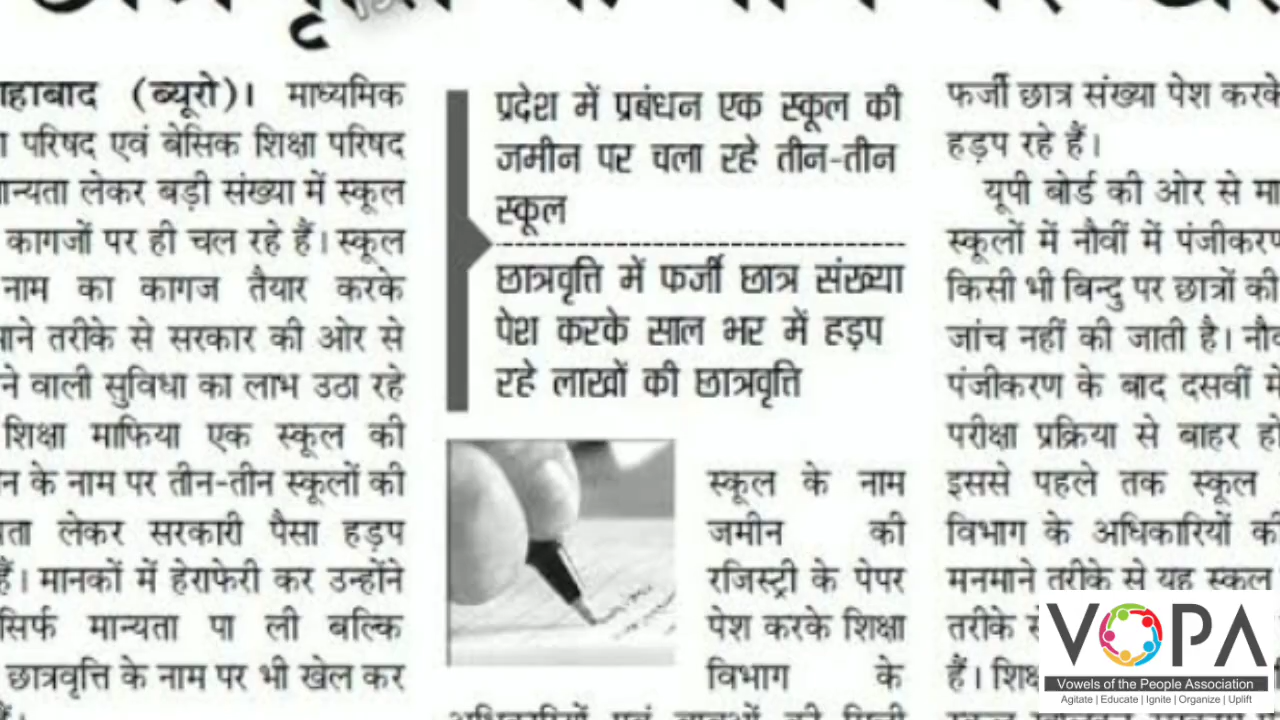 हाबाद (ब्यूरो)। माध्यमिक
परिषद एवं बेसिक शिक्षा परिषद
मान्यता लेकर बड़ी संख्या में स्कूल
कागजों पर ही चल रहे हैं। स्कूल
नाम का कागज तैयार करके
तरीके से सरकार की ओर से
वाली सुविधा का लाभ उठा रहे
शिक्षा माफिया एक स्कूल की
के नाम पर तीन-तीन स्कूलों की
लेकर सरकारी पैसा हड़प
हैं। मानकों में हेराफेरी कर उन्होंने
सिर्फ मान्यता पा ली बल्कि
छात्रवृत्ति के नाम पर भी खेल कर
प्रदेश में प्रबंधन एक स्कूल की
जमीन पर चला रहे तीन-तीन
स्कूल
छात्रवृत्ति में फर्जी छात्र संख्या
पेश करके साल भर में हड़प
रहे लाखों की छात्रवृत्ति
स्कूल के नाम
जमीन की
रजिस्ट्री के पेपर
पेश करके शिक्षा
विभाग के
फर्जी छात्र संख्या पेश करके
हड़प रहे हैं।
यूपी बोर्ड की ओर से
स्कूलों में नौवीं में पंजीकरण
किसी भी बिन्दु पर छात्रों की
जांच नहीं की जाती है।
पंजीकरण के बाद दसवीं में
परीक्षा प्रक्रिया से बाहर
इससे पहले तक स्कूल
विभाग के अधिकारियों की
मनमाने तरीके से यह स्कूल
तरीके
हैं।
VOPA
Vowels of the People Association
Agitate | Educate | Ignite | Organize | Uplift